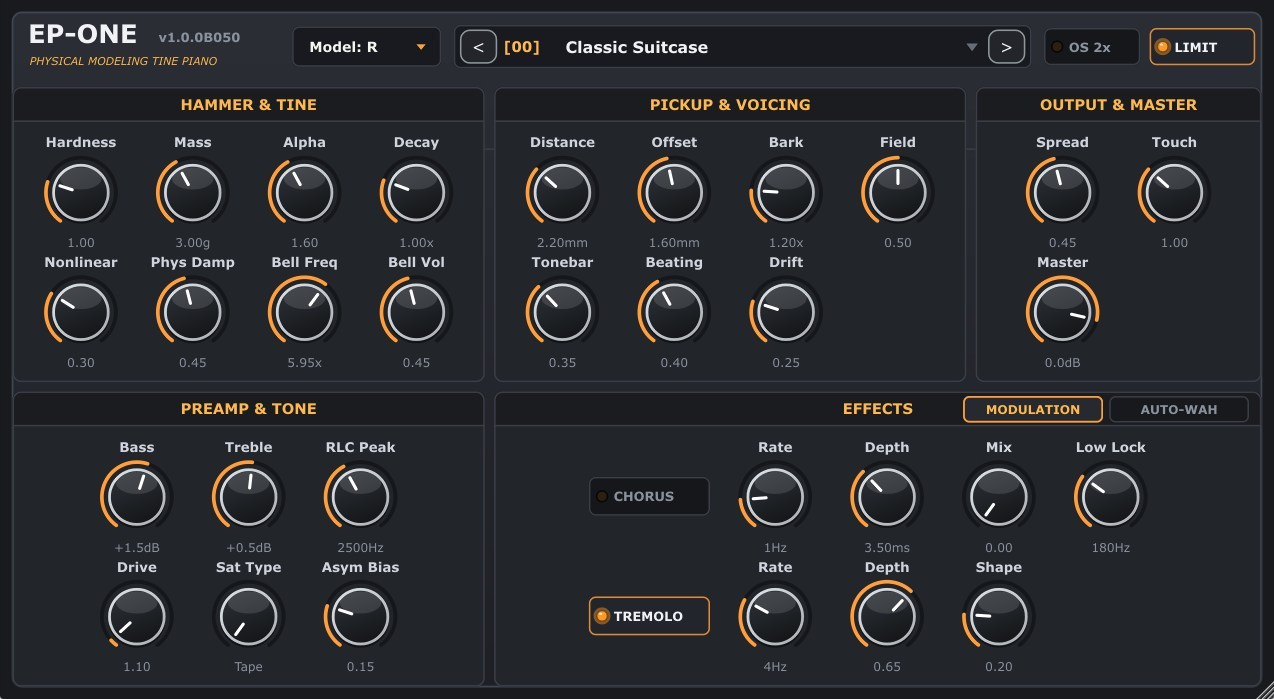 EP-ONE v1.0.0B050
PHYSICAL MODELING TINE PIANO
Model: R
< [00] Classic Suitcase >
OS 2x
LIMIT
HAMMER & TINE
Hardness Mass Alpha Decay
1.00 3.00g 1.60 1.00x
Nonlinear Phys Damp Bell Freq Bell Vol
0.30 0.45 5.95x 0.45
PICKUP & VOICING
Distance Offset Bark Field
2.20mm 1.60mm 1.20x 0.50
Tonebar Beating Drift
0.35 0.40 0.25
OUTPUT & MASTER
Spread Touch
0.45 1.00
Master
0.0dB
PREAMP & TONE
Bass Treble RLC Peak
+1.5dB +0.5dB 2500Hz
Drive Sat Type Asym Bias
1.10 Tape 0.15
EFFECTS MODULATION AUTO-WAH
Rate Depth Mix Low Lock
CHORUS
1Hz 3.50ms 0.00 180Hz
Rate Depth Shape
TREMOLO
4Hz 0.65 0.20